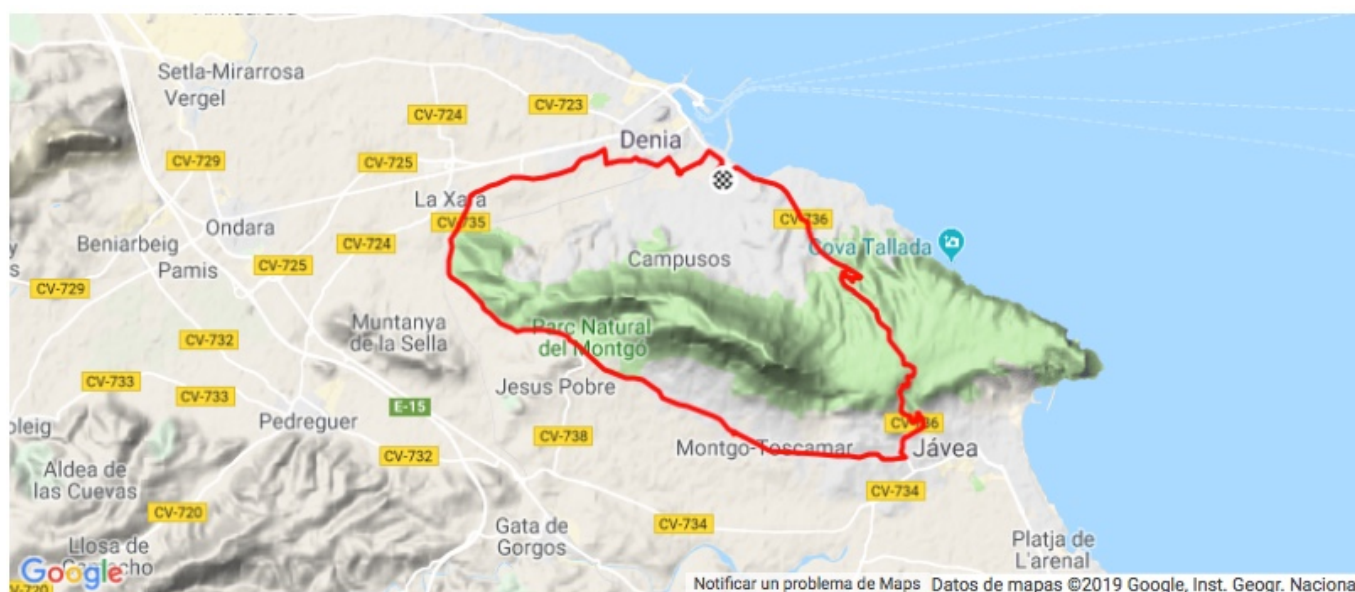 Setla-Mirarrosa
Vergel
CV-724
CV-723
Denia
CV-729
CV-725
La Xara
CV-735
CV-736
Ondara
CV-724
Cova Tallada
Beniarbeig
Pamis
CV-725
Campusos
CV-729
Muntanya
de la Sella
Parc Natural
del Montgó
CV-732
Jesus Pobre
CV-733
CV-733
E-15
Pedreguer
CV-738
Montgo-Toscamar
Jávea
CV-732
Aldea de
las Cuevas
CV-734
CV-720
Gata de
Gorgos
CV-734
Platja de
L'arenal
Llosa de
Google
Notificar un problema de Maps Datos de mapas ©2019 Google, Inst. Geogr. Naciona